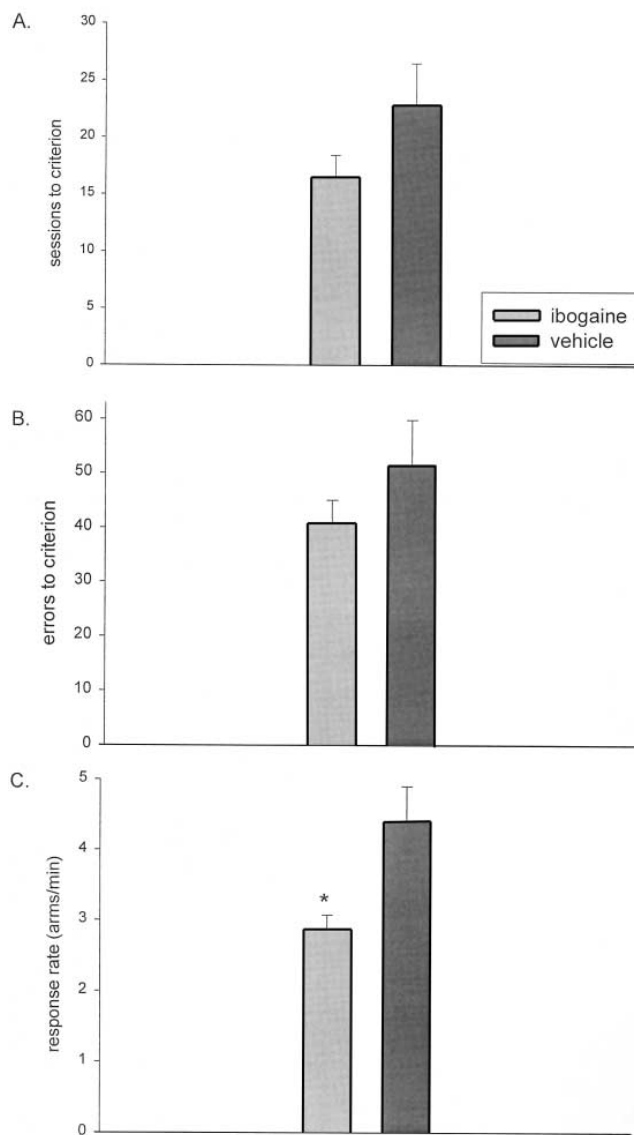 A.
sessions to criterion
30
25
20
15
10
5
0
ibogaine
vehicle
B.
errors to criterion
60
50
40
30
20
10
0
C.
response rate (arms/min)
5
4
3
2
1
0
*